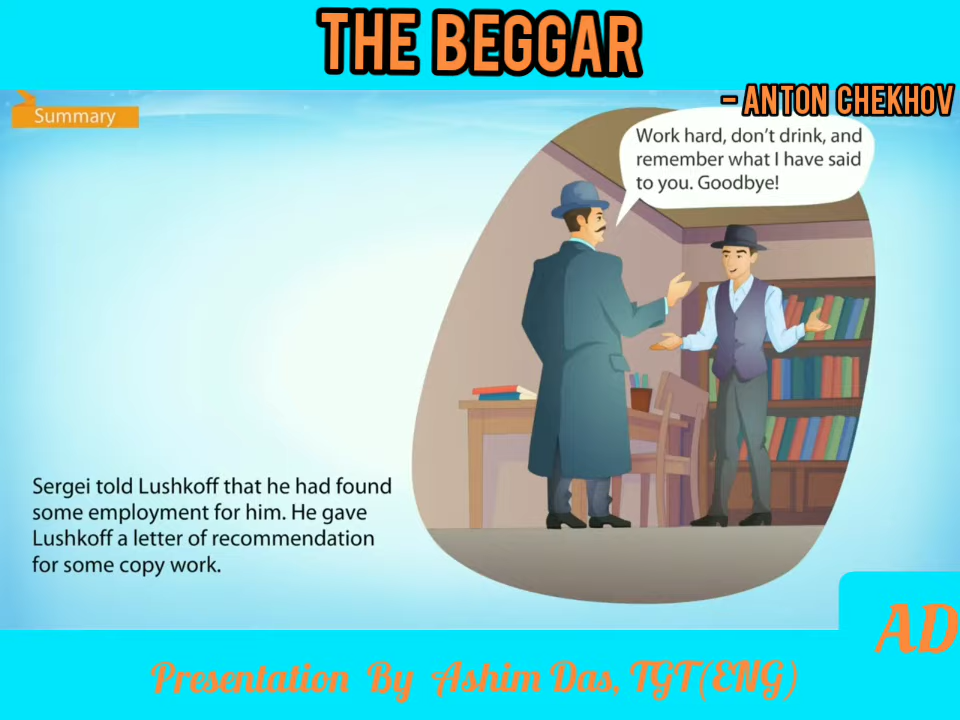 THE BEGGAR
- ANTON CHEKHOV
Summary
Work hard, don't drink, and
remember what I have said
to you. Goodbye!
Sergei told Lushkoff that he had found
some employment for him. He gave
Lushkoff a letter of recommendation
for some copy work.
AD
Presentation By Ashim Das, TGT(ENG)